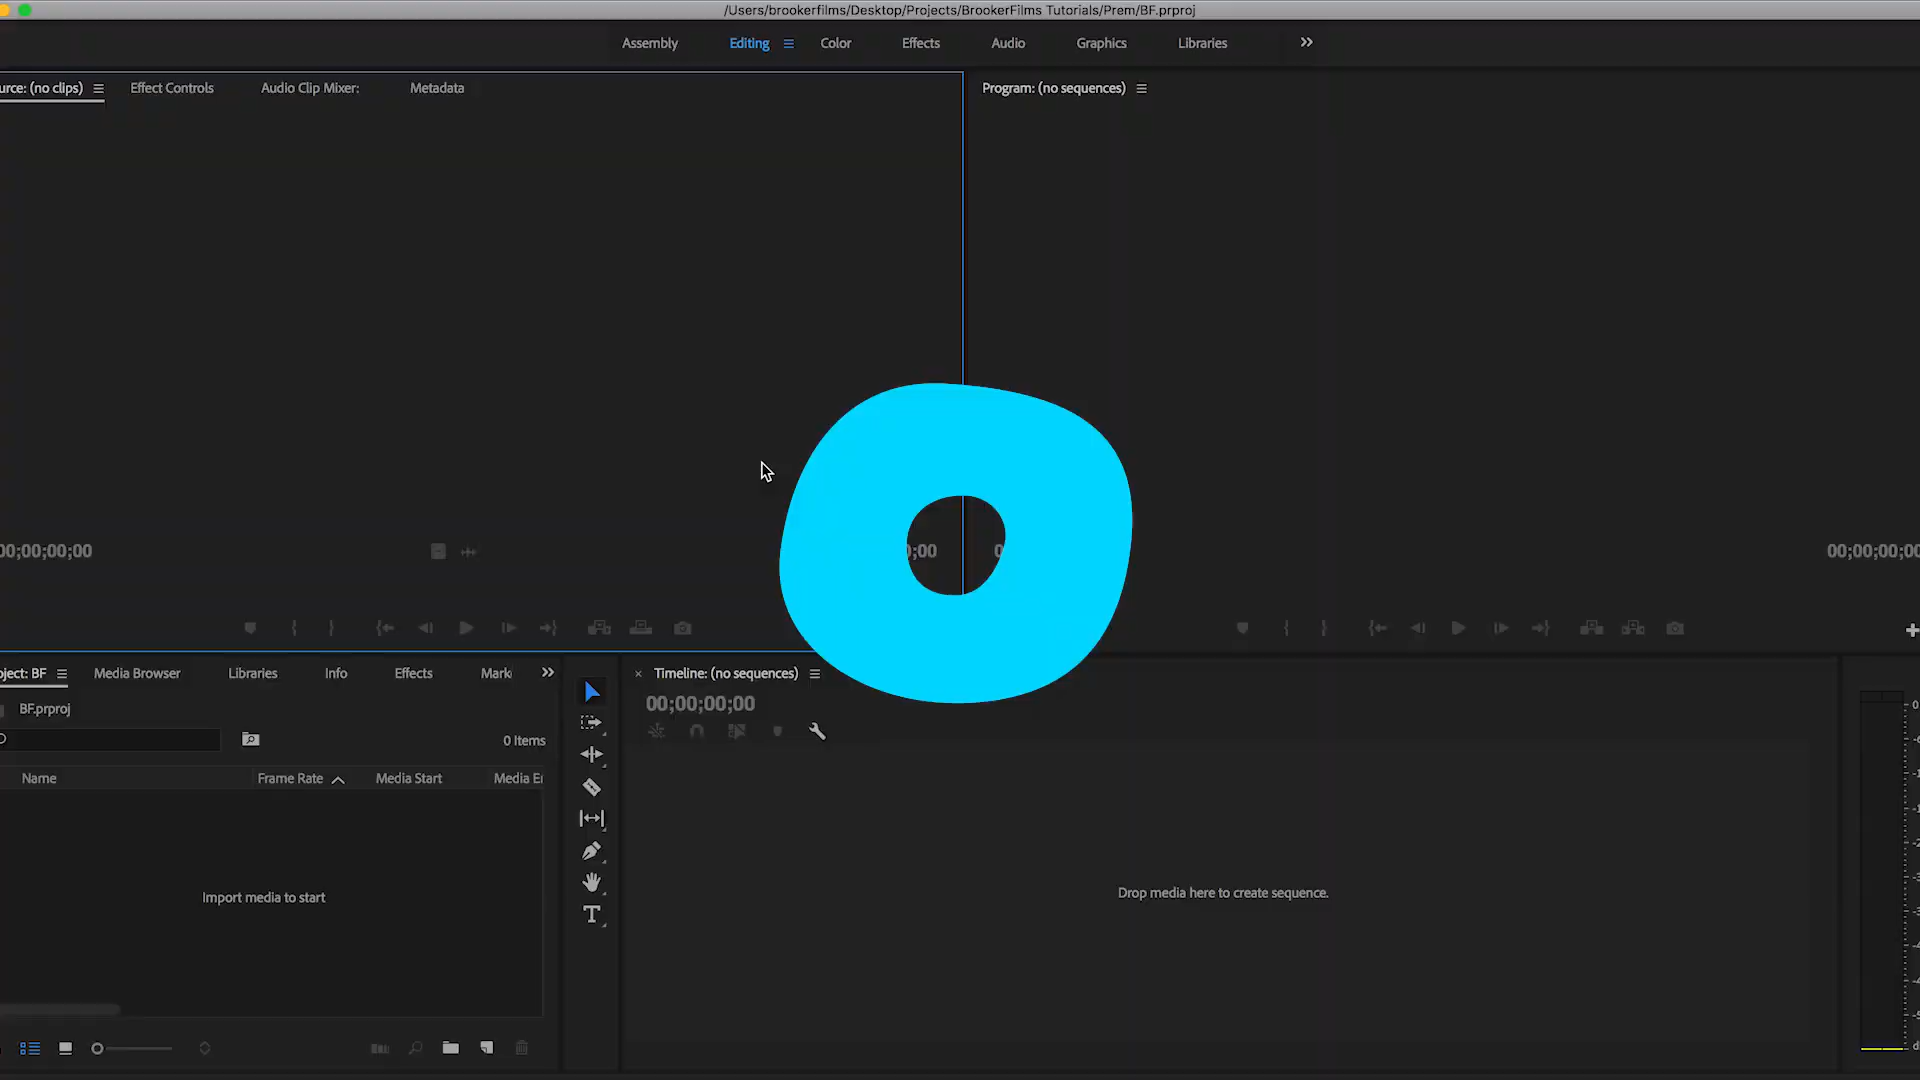 /Users/brookerfilms/Desktop/Projects/BrookerFilms Tutorials/Prem/BF.prproj
Assembly Editing Color Effects Audio Graphics Libraries
urce: (no clips) Effect Controls Audio Clip Mixer: Metadata
Program: (no sequences)
00;00;00;00
;00
00;00;00;00
oject: BF Media Browser Libraries Info Effects Mark
Timeline: (no sequences)
00;00;00;00
BF.prproj
0 Items
Name Frame Rate Media Start Media E
Import media to start
Drop media here to create sequence.